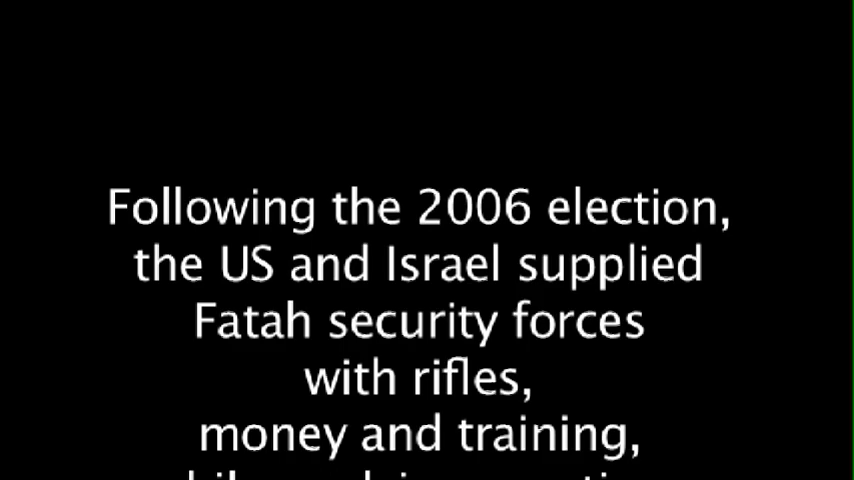 Following the 2006 election,
the US and Israel supplied
Fatah security forces
with rifles,
money and training,